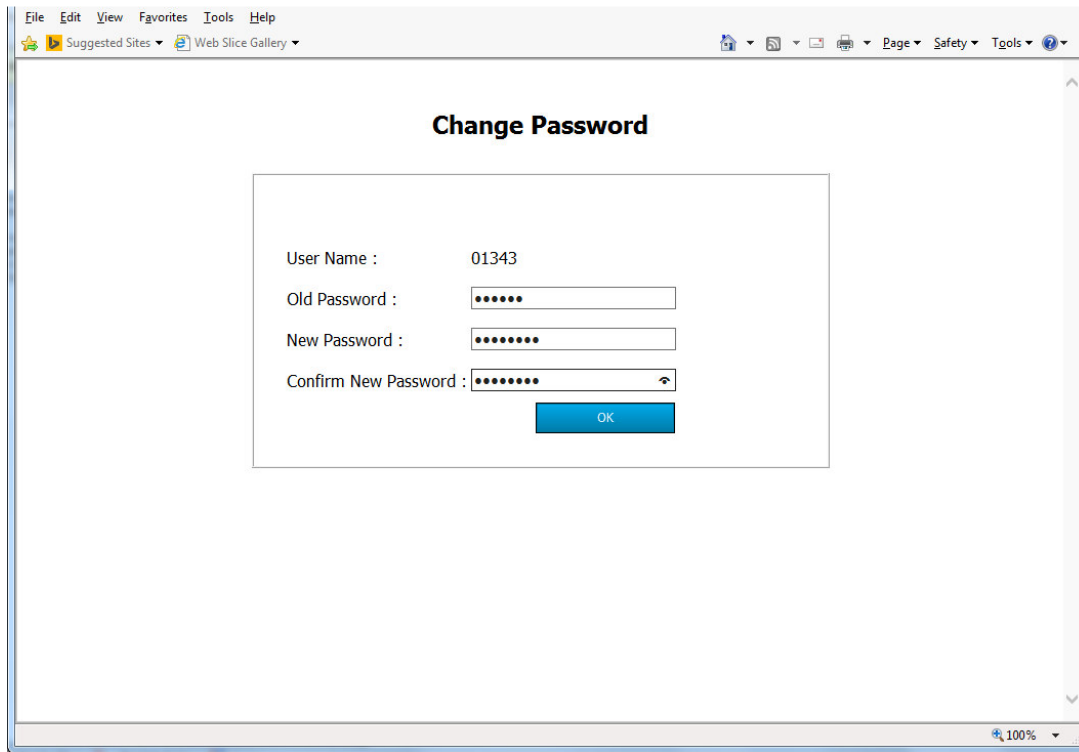 File Edit View Favorites Tools Help
Suggested Sites Web Slice Gallery Page Safety Tools
Change Password
User Name : 01343
Old Password : ••••••
New Password : ••••••••
Confirm New Password : ••••••••
OK
100%